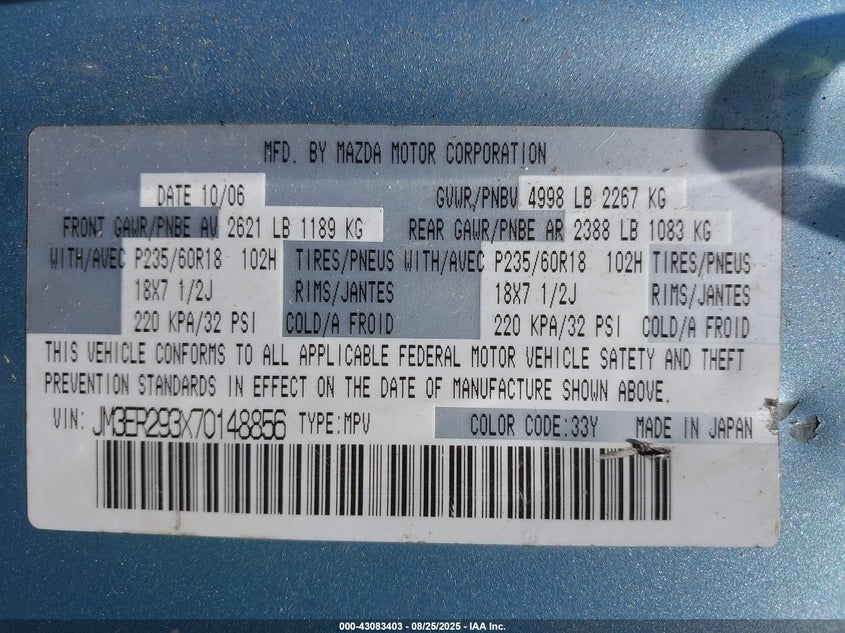 MFD. BY MAZDA MOTOR CORPORATION
DATE 10/06 GVWR/PNBV 4998 LB 2267 KG
FRONT GAWR/PNBE AV 2621 LB 1189 KG REAR GAWR/PNBE AR 2388 LB 1083 KG
WITH/AVEC P235/60R18 102H TIRES/PNEUS WITH/AVEC P235/60R18 102H TIRES/PNEUS
18X7 1/2J RIMS/JANTES 18X7 1/2J RIMS/JANTES
220 KPA/32 PSI COLD/A FROID 220 KPA/32 PSI COLD/A FROID
THIS VEHICLE CONFORMS TO ALL APPLICABLE FEDERAL MOTOR VEHICLE SATETY AND THEFT
PREVENTION STANDARDS IN EFFECT ON THE DATE OF MANUFACTURE SHOWN ABOVE.
VIN: JM3ER293X70148856 TYPE:MPV COLOR CODE:33Y MADE IN JAPAN
000-43083403 - 08/25/2025 - IAA Inc.